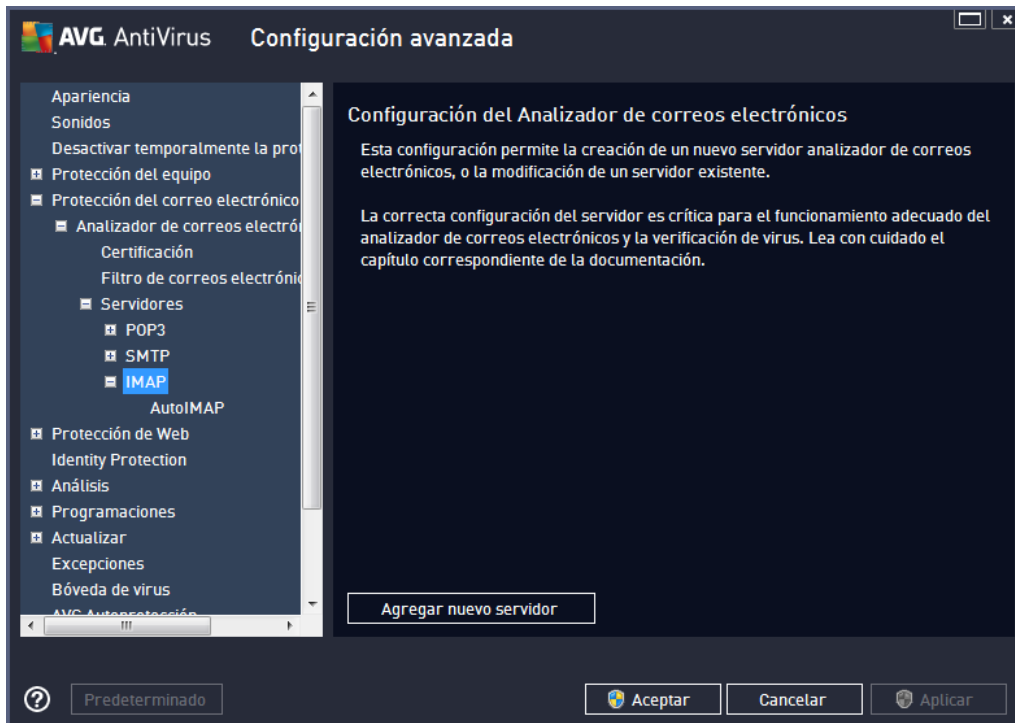 AVG. AntiVirus Configuración avanzada
Apariencia
Sonidos
Desactivar temporalmente la prot
Protección del equipo
Protección del correo electrónico
Analizador de correos electrón
Certificación
Filtro de correos electrónic
Servidores
POP3
SMTP
IMAP
AutoIMAP
Protección de Web
Identity Protection
Análisis
Programaciones
Actualizar
Excepciones
Bóveda de virus
AVG Autoprotección
Configuración del Analizador de correos electrónicos
Esta configuración permite la creación de un nuevo servidor analizador de correos
electrónicos, o la modificación de un servidor existente.
La correcta configuración del servidor es crítica para el funcionamiento adecuado del
analizador de correos electrónicos y la verificación de virus. Lea con cuidado el
capítulo correspondiente de la documentación.
Agregar nuevo servidor
Predeterminado
Aceptar
Cancelar
Aplicar